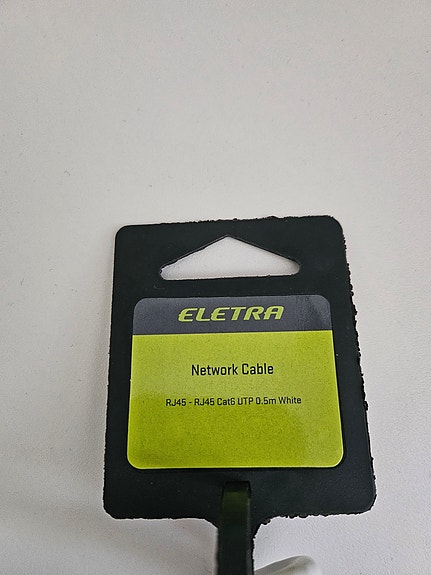 ELETRA
Network Cable
RJ45 - RJ45 Cat6 UTP 0.5m White